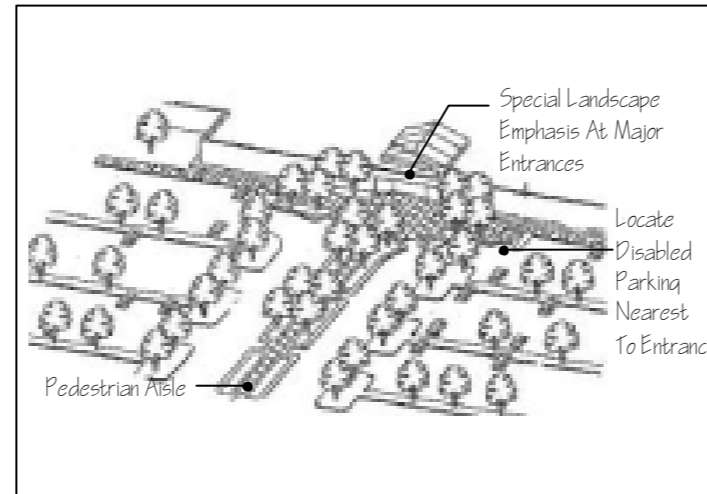 Special Landscape
Emphasis At Major
Entrances
Locate
Disabled
Parking
Nearest
To Entranc
Pedestrian Aisle